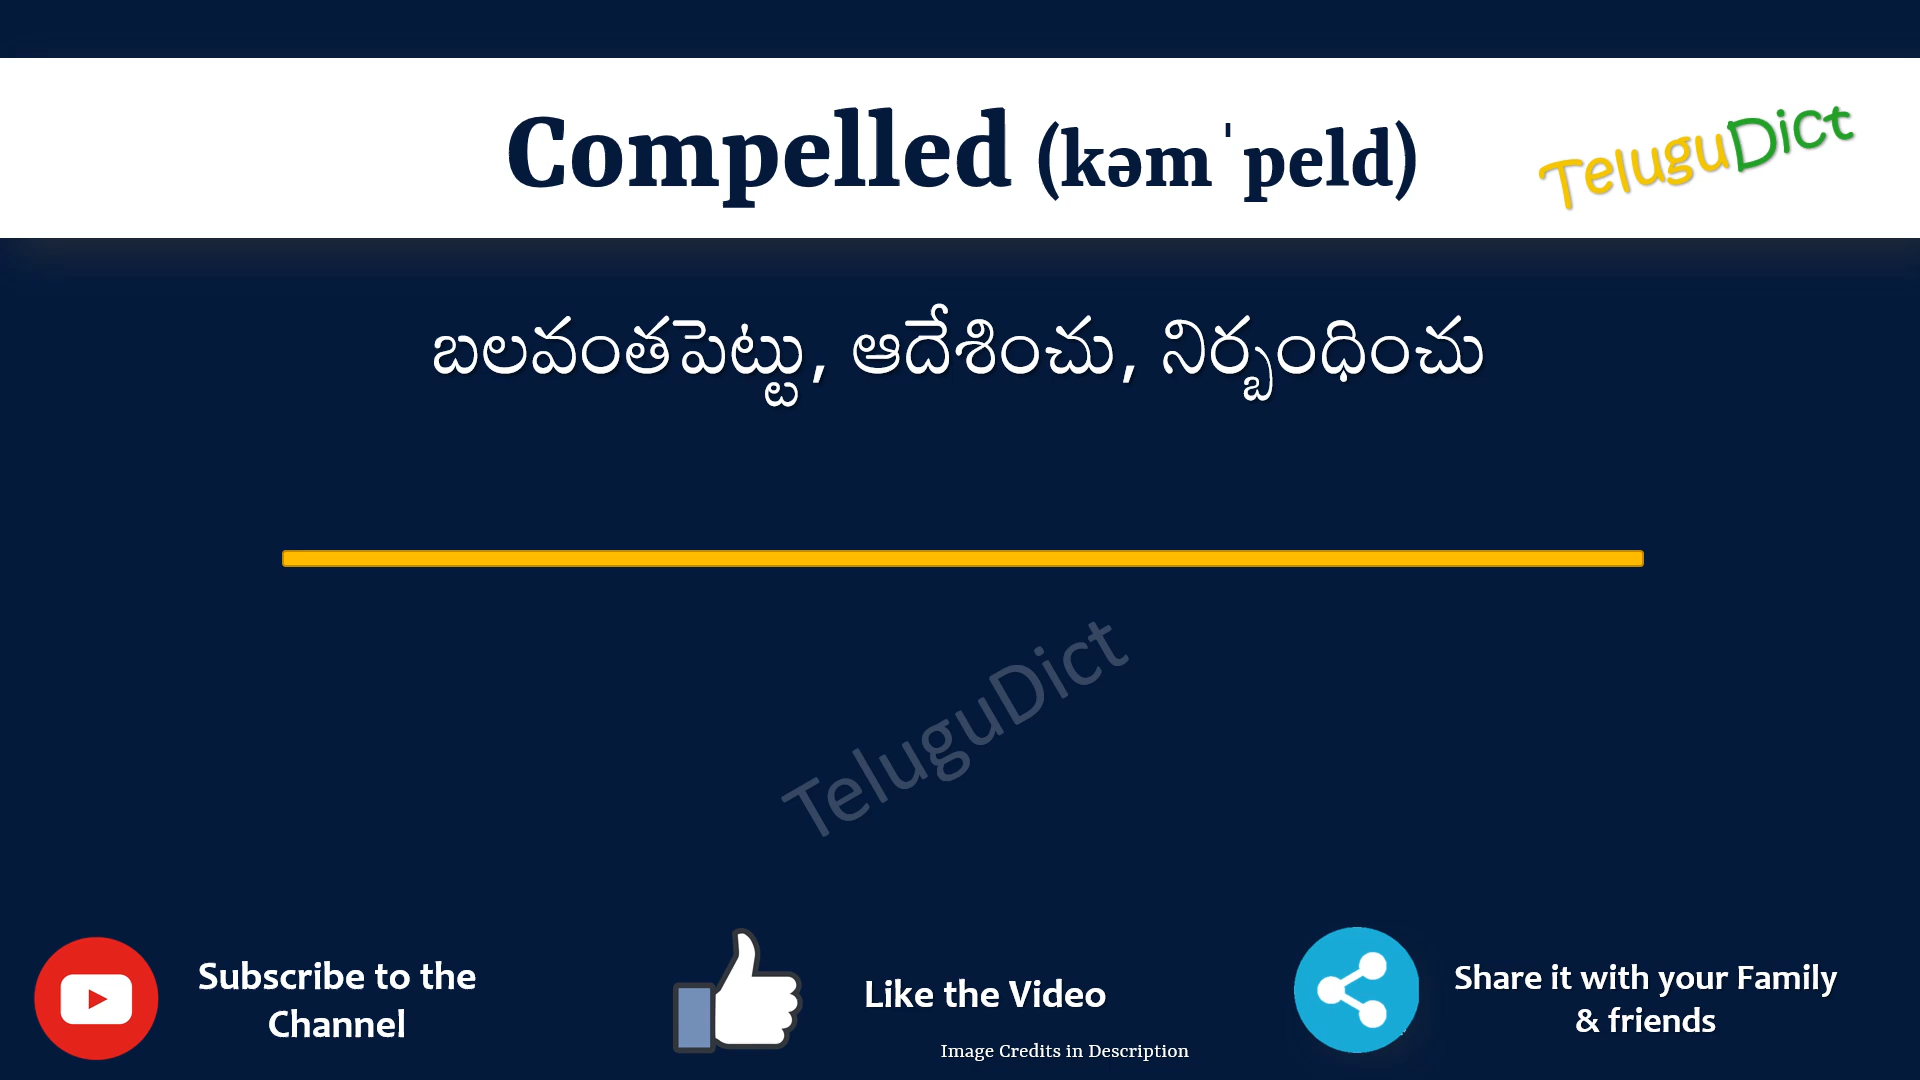 Compelled (kəmˈpeld)
TeluguDict
బలవంతపెట్టు, ఆదేశించు, నిర్బంధించు
TeluguDict
Subscribe to the
Channel
Like the Video
Share it with your Family
& friends
Image Credits in Description